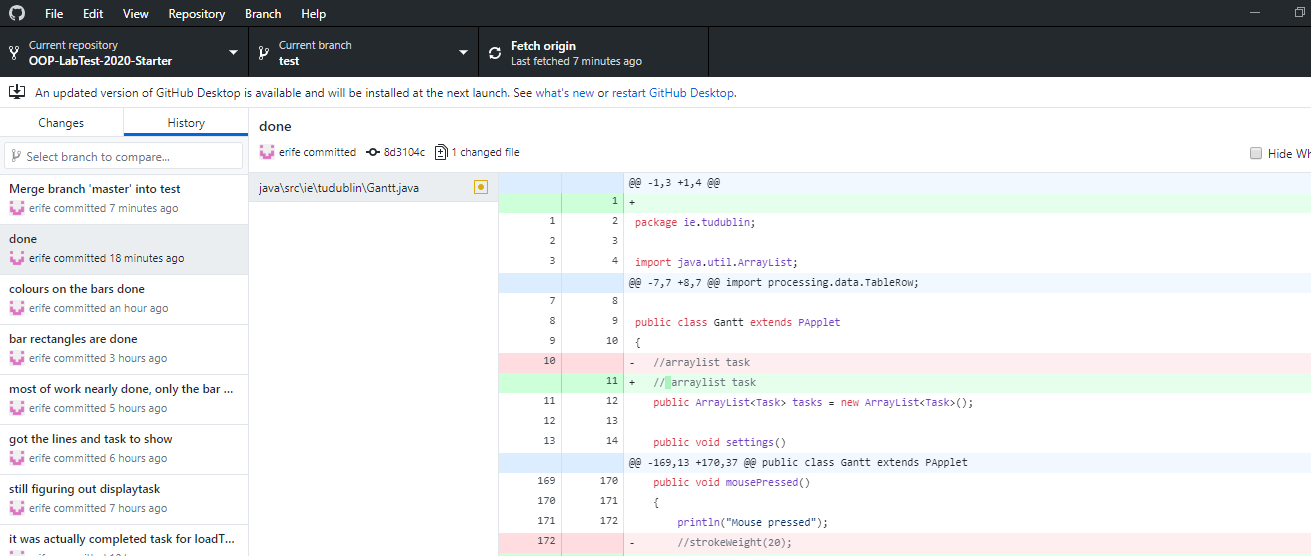 File Edit View Repository Branch Help
Current repository
OOP-LabTest-2020-Starter
Current branch
test
Fetch origin
Last fetched 7 minutes ago
An updated version of GitHub Desktop is available and will be installed at the next launch. See what's new or restart GitHub Desktop.
Changes
History
Select branch to compare...
Merge branch 'master' into test
erife committed 7 minutes ago
done
erife committed 18 minutes ago
colours on the bars done
erife committed an hour ago
bar rectangles are done
erife committed 3 hours ago
most of work nearly done, only the bar ...
erife committed 5 hours ago
got the lines and task to show
erife committed 6 hours ago
still figuring out displaytask
erife committed 7 hours ago
it was actually completed task for loadT...
done
erife committed 8d3104c 1 changed file
Hide Wh
java\src\ie\tudublin\Gantt.java
@@ -1,3 +1,4 @@
1 +
1 2 package ie.tudublin;
2 3
3 4 import java.util.ArrayList;
@@ -7,7 +8,7 @@ import processing.data.TableRow;
7 8
8 9 public class Gantt extends PApplet
9 10 {
10 - //arraylist task
11 + // arraylist task
11 12 public ArrayList<Task> tasks = new ArrayList<Task>();
12 13
13 14 public void settings()
@@ -169,13 +170,37 @@ public class Gantt extends PApplet
169 170 public void mousePressed()
170 171 {
171 172 println("Mouse pressed");
172 - //strokeWeight(20);